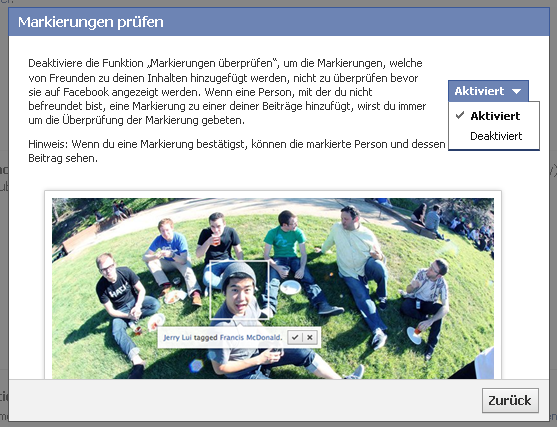 Markierungen prüfen
Deaktiviere die Funktion „Markierungen überprüfen“, um die Markierungen, welche
von Freunden zu deinen Inhalten hinzugefügt werden, nicht zu überprüfen bevor
sie auf Facebook angezeigt werden. Wenn eine Person, mit der du nicht
befreundet bist, eine Markierung zu einer deiner Beiträge hinzufügt, wirst du immer
um die Überprüfung der Markierung gebeten.
Aktiviert
Aktiviert
Deaktiviert
Hinweis: Wenn du eine Markierung bestätigst, können die markierte Person und dessen
Beitrag sehen.
HACK
Jerry Lui tagged Francis McDonald.
Zurück